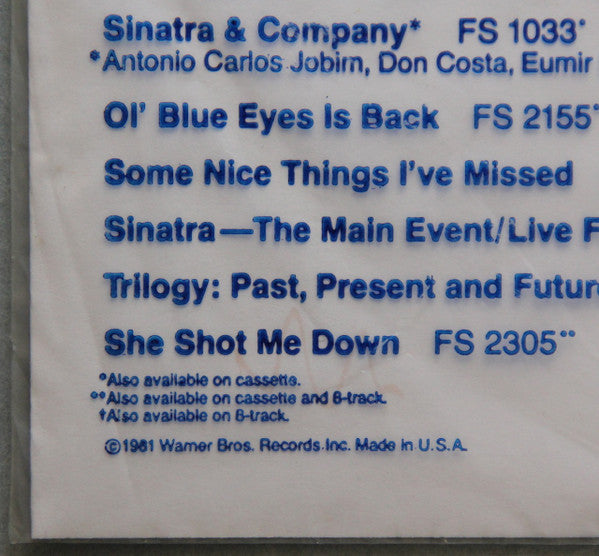 Sinatra & Company* FS 1033*
*Antonio Carlos Jobim, Don Costa, Eumir
Ol' Blue Eyes Is Back FS 2155*
Some Nice Things I've Missed
Sinatra—The Main Event/Live F
Trilogy: Past, Present and Future
She Shot Me Down FS 2305**
*Also available on cassette.
**Also available on cassette and 8-track.
†Also available on 8-track.
©1981 Warner Bros. Records Inc. Made in U.S.A.